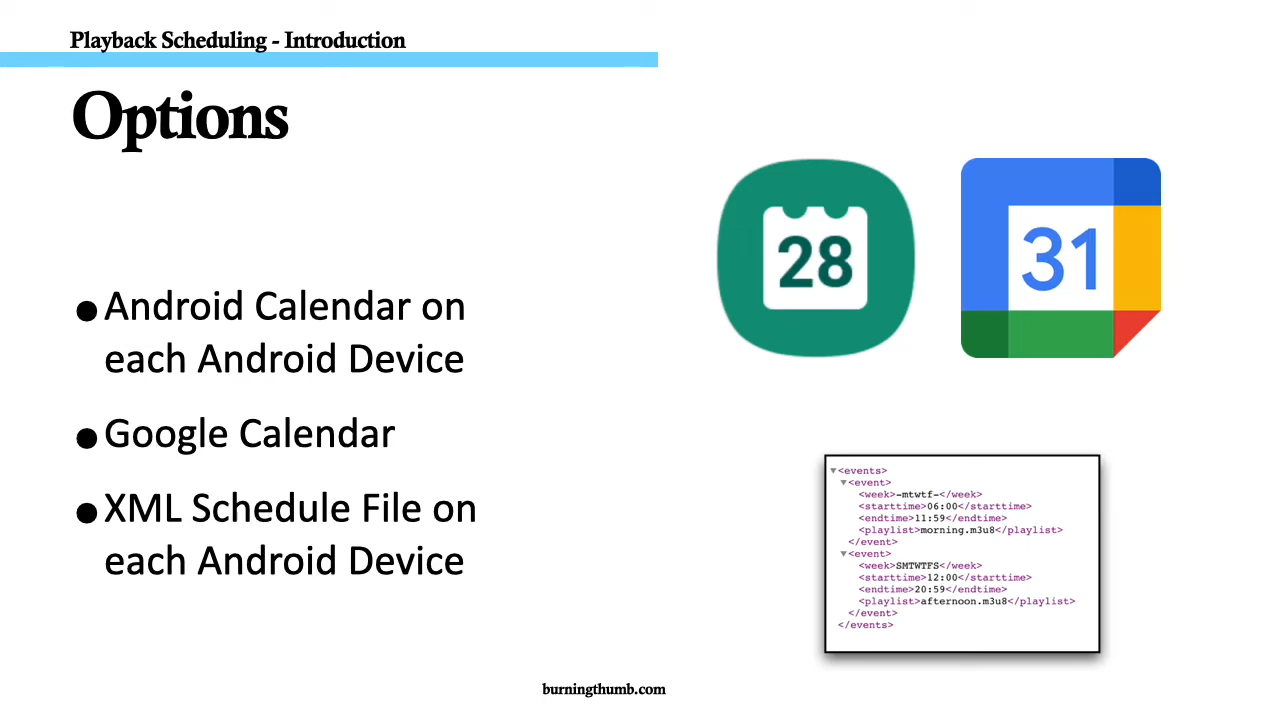 Playback Scheduling - Introduction
Options
●Android Calendar on
each Android Device
●Google Calendar
●XML Schedule File on
each Android Device
28
31
▼<events>
▼<event>
<week>-mtwtf-</week>
<starttime>06:00</starttime>
<endtime>11:59</endtime>
<playlist>morning.m3u8</playlist>
</event>
▼<event>
<week>SMTWTFS</week>
<starttime>12:00</starttime>
<endtime>20:59</endtime>
<playlist>afternoon.m3u8</playlist>
</event>
</events>
burningthumb.com